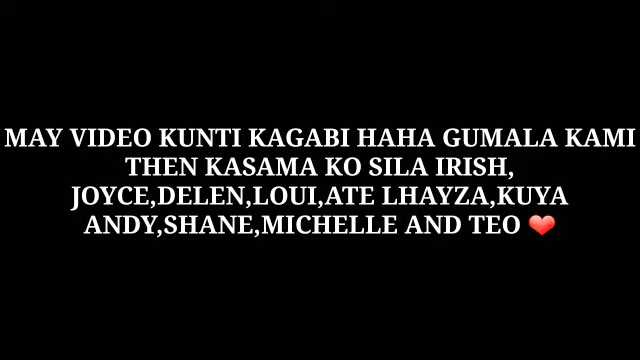 MAY VIDEO KUNTI KAGABI HAHA GUMALA KAMI
THEN KASAMA KO SILA IRISH,
JOYCE,DELEN,LOUI,ATE LHAYZA,KUYA
ANDY,SHANE,MICHELLE AND TEO ❤